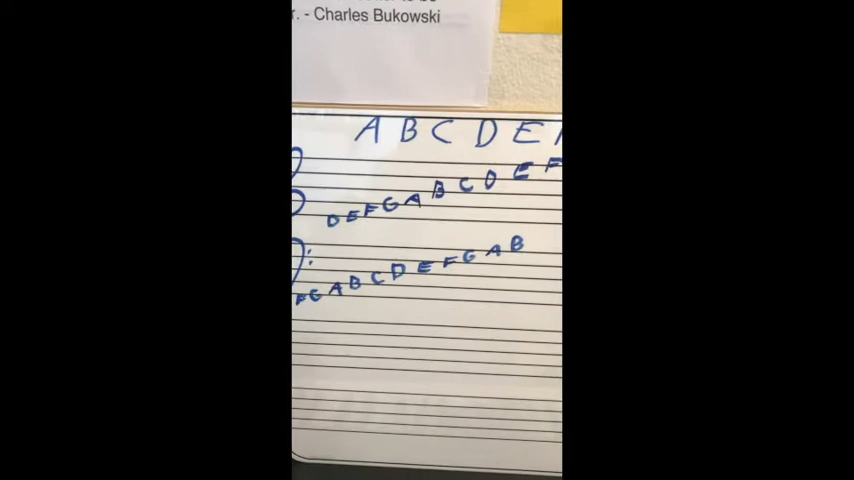 r. - Charles Bukowski
A B C D E
D E F G A B C D E F
F G A B C D E F G A B